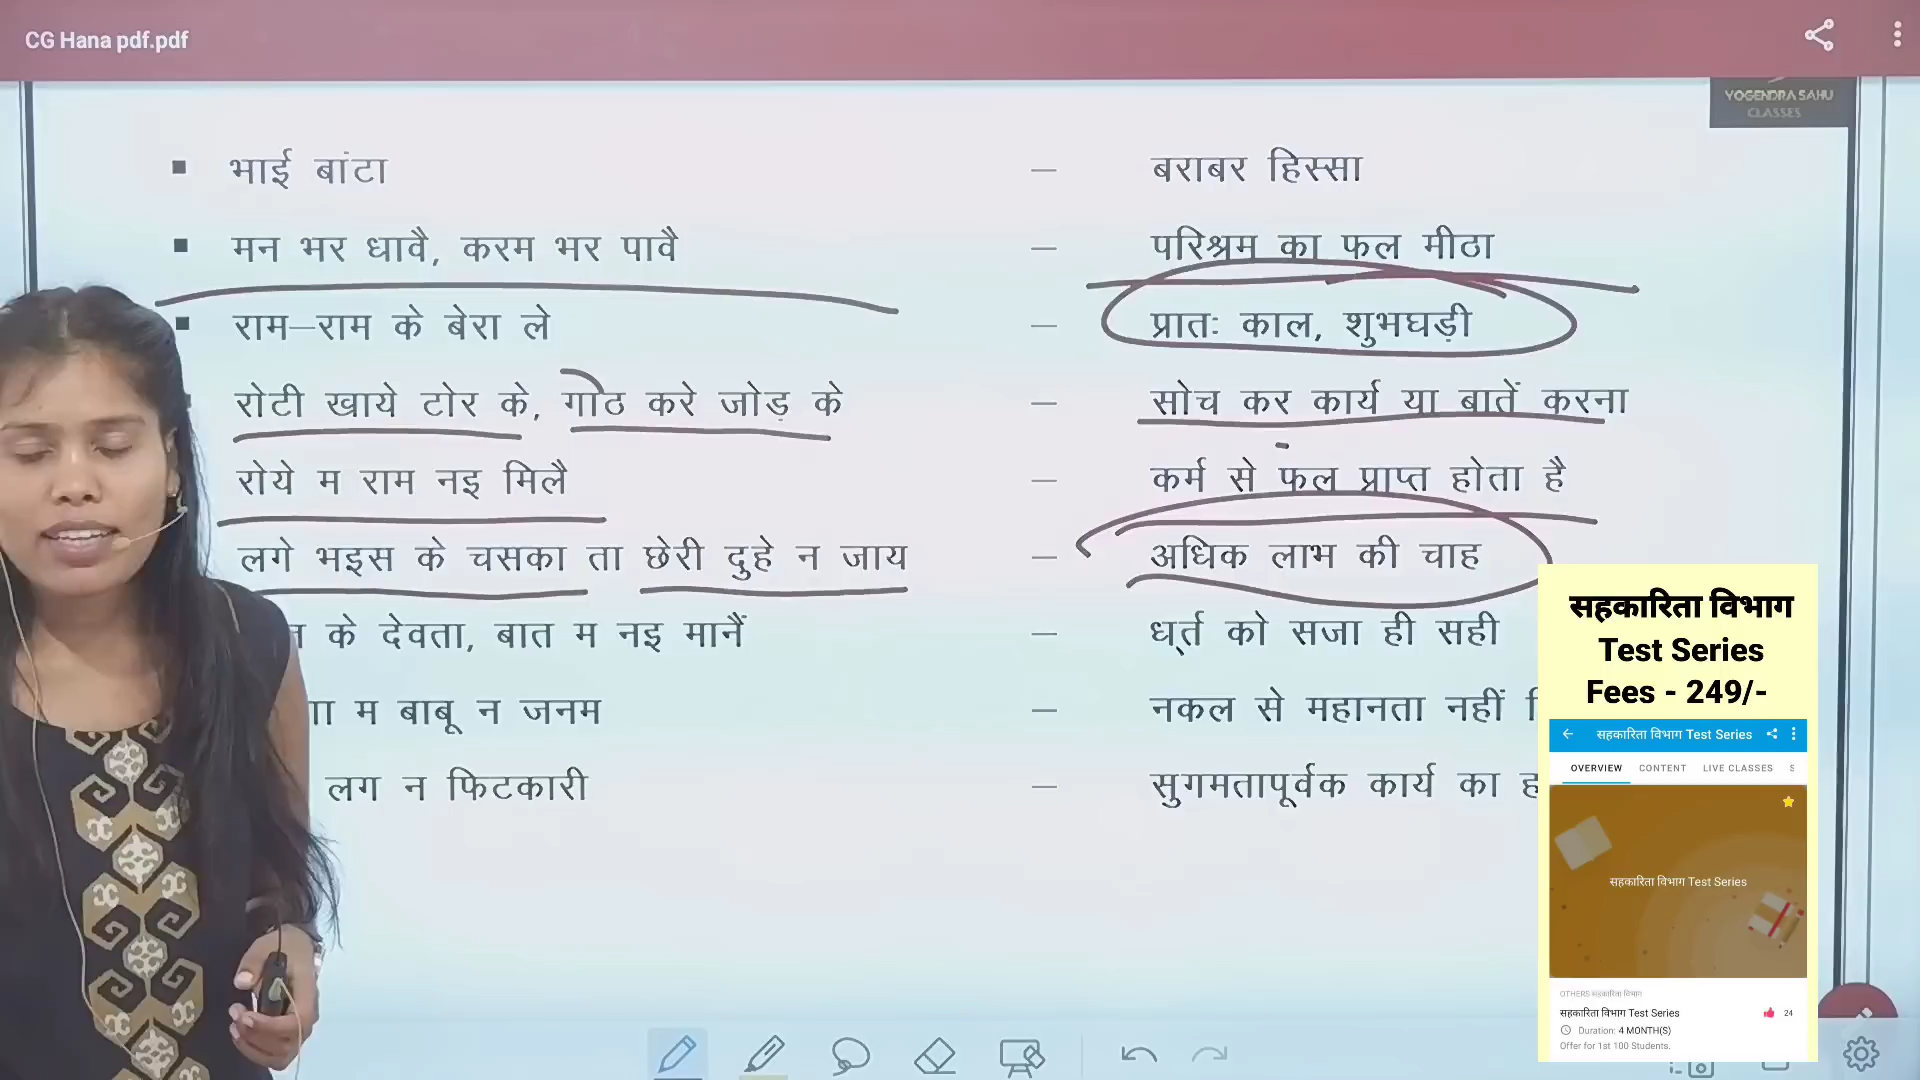 CG Hana pdf.pdf
YOGENDRA SAHU
CLASSES
▪ भाई बांटा — बराबर हिस्सा
▪ मन भर धावै, करम भर पावै — परिश्रम का फल मीठा
▪ राम–राम के बेरा ले — प्रातः काल, शुभघड़ी
रोटी खाये टोर के, गोठ करे जोड़ के — सोच कर कार्य या बातें करना
रोये म राम नइ मिलै — कर्म से फल प्राप्त होता है
लगे भइस के चसका ता छेरी दुहे न जाय — अधिक लाभ की चाह
के देवता, बात म नइ मानैं — धूर्त को सजा ही सही
म बाबू न जनम — नकल से महानता नहीं
लग न फिटकारी — सुगमतापूर्वक कार्य का
सहकारिता विभाग
Test Series
Fees - 249/-
सहकारिता विभाग Test Series
OVERVIEW CONTENT LIVE CLASSES S
सहकारिता विभाग Test Series
OTHERS सहकारिता विभाग
सहकारिता विभाग Test Series 24
Duration: 4 MONTH(S)
Offer for 1st 100 Students.